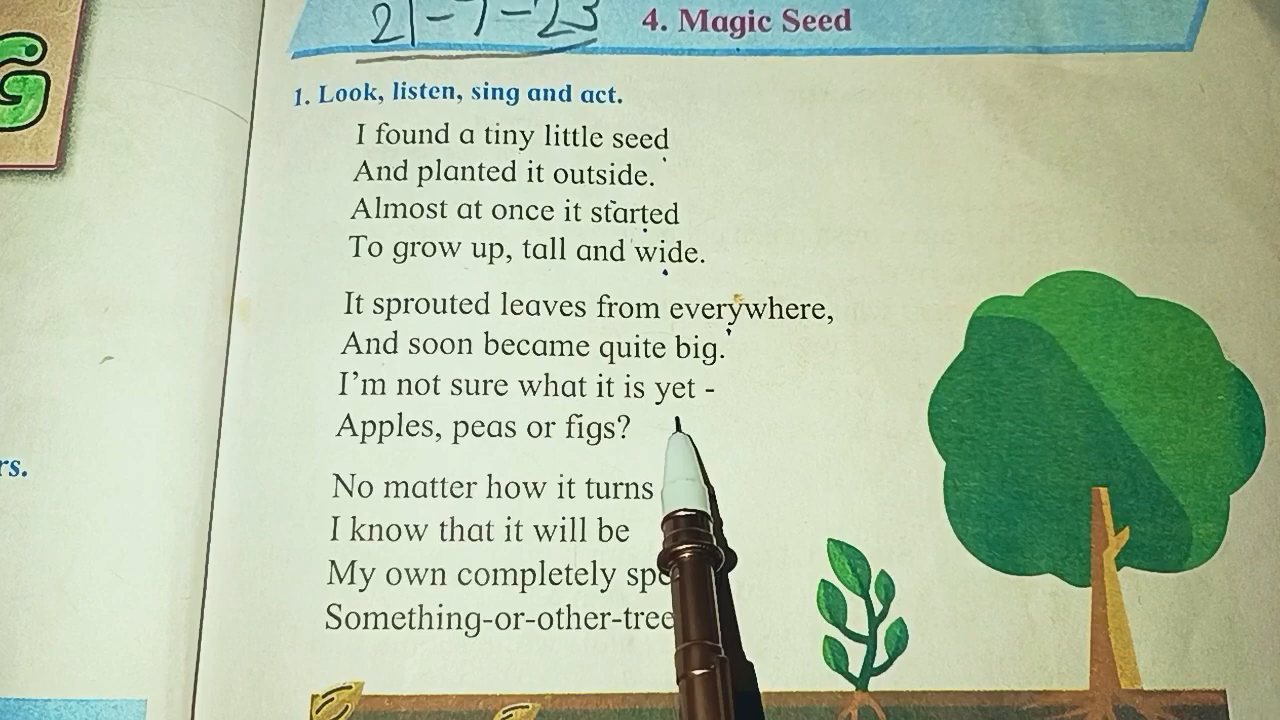 21-7-23
4. Magic Seed
1. Look, listen, sing and act.
I found a tiny little seed
And planted it outside.
Almost at once it started
To grow up, tall and wide.
It sprouted leaves from everywhere,
And soon became quite big.
I'm not sure what it is yet -
Apples, peas or figs?
No matter how it turns
I know that it will be
My own completely
Something-or-other-tree
rs.
G